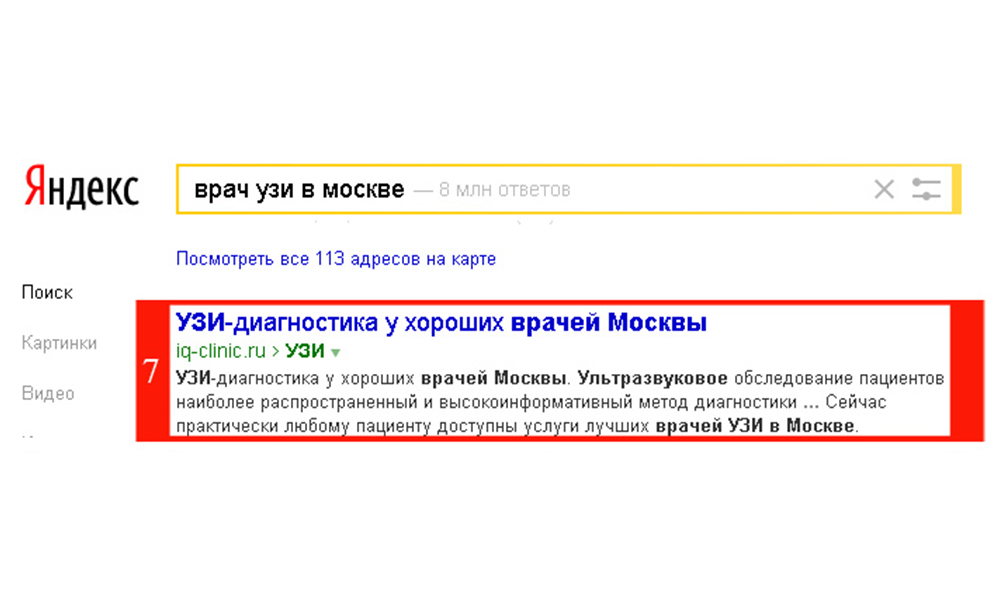 Яндекс
врач узи в москве — 8 млн ответов
Посмотреть все 113 адресов на карте
Поиск
Картинки
Видео
7
УЗИ-диагностика у хороших врачей Москвы
iq-clinic.ru > УЗИ
УЗИ-диагностика у хороших врачей Москвы. Ультразвуковое обследование пациентов
наиболее распространенный и высокоинформативный метод диагностики ... Сейчас
практически любому пациенту доступны услуги лучших врачей УЗИ в Москве.